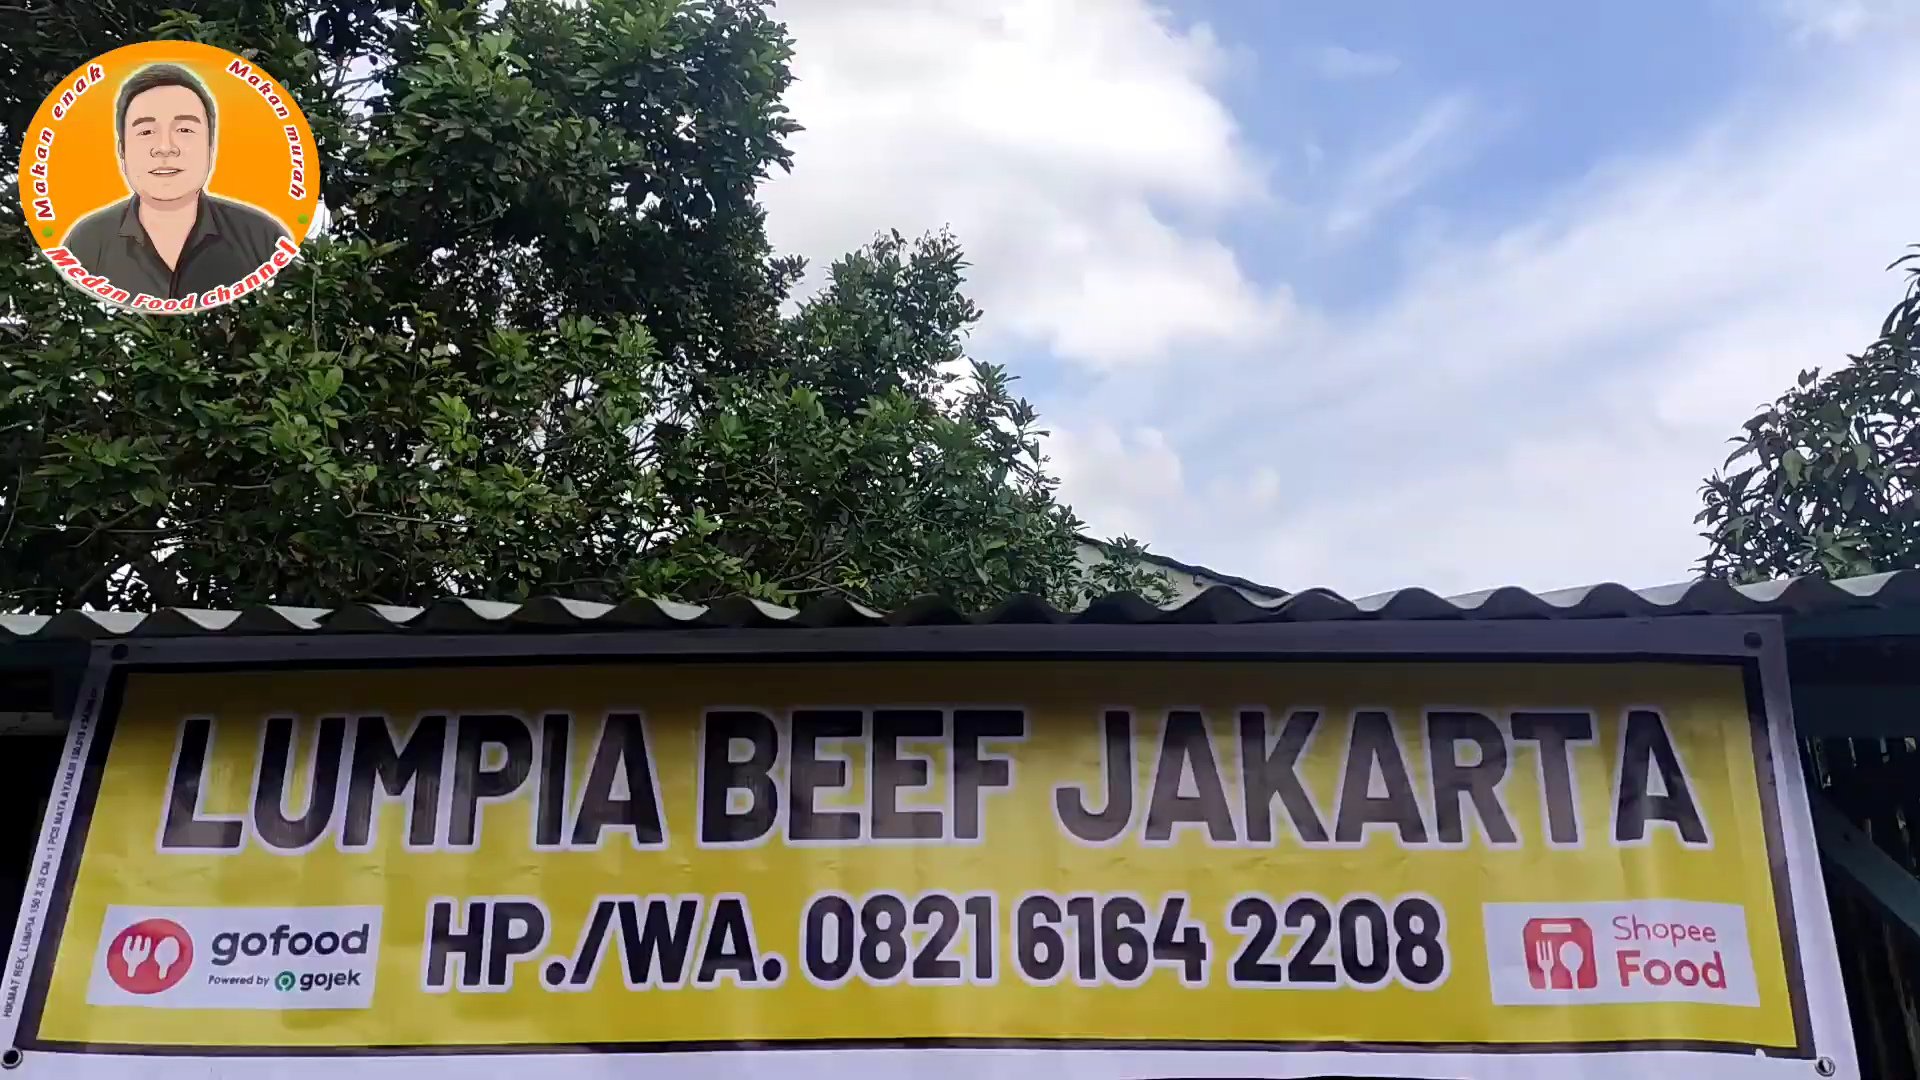 Makan enak
Makan murah
Medan Food Channel
LUMPIA BEEF JAKARTA
HP./WA. 0821 6164 2208
gofood
Powered by gojek
Shopee
Food